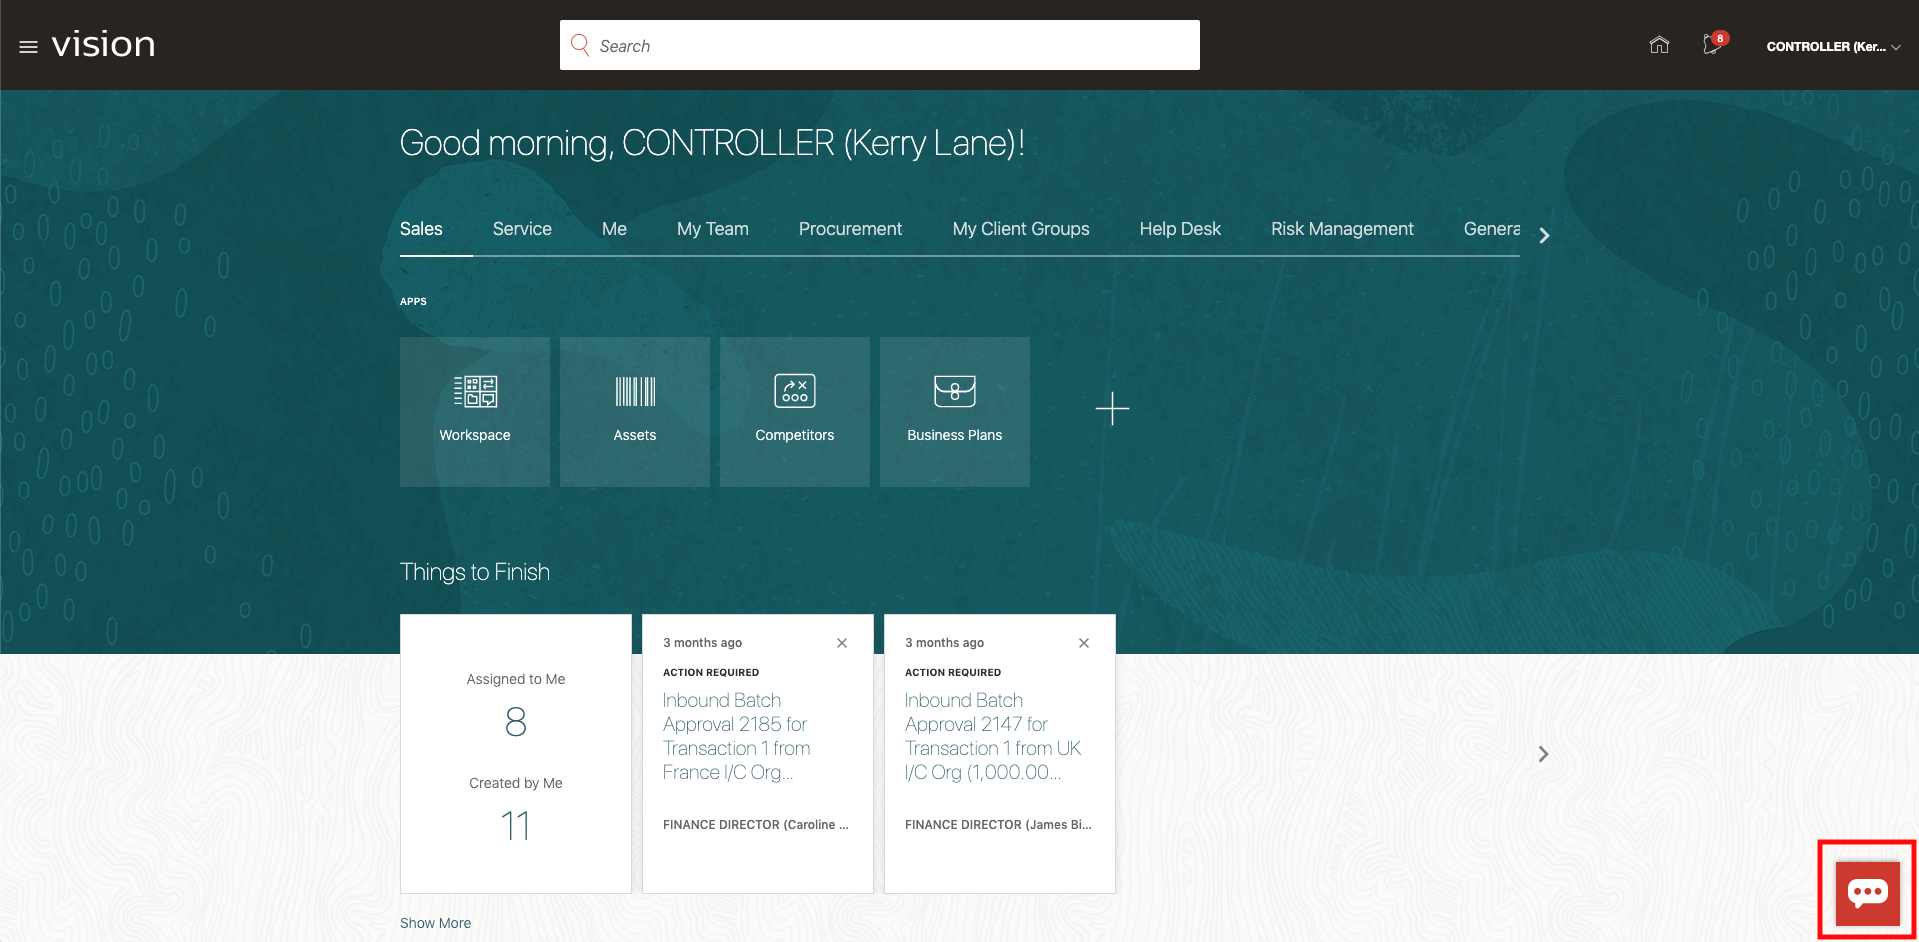 vision
Search
8
CONTROLLER (Ker...
Good morning, CONTROLLER (Kerry Lane)!
Sales Service Me My Team Procurement My Client Groups Help Desk Risk Management Genera
APPS
Workspace Assets Competitors Business Plans
Things to Finish
Assigned to Me
8
Created by Me
11
3 months ago
ACTION REQUIRED
Inbound Batch
Approval 2185 for
Transaction 1 from
France I/C Org...
FINANCE DIRECTOR (Caroline ...
3 months ago
ACTION REQUIRED
Inbound Batch
Approval 2147 for
Transaction 1 from UK
I/C Org (1,000.00...
FINANCE DIRECTOR (James Bi...
Show More